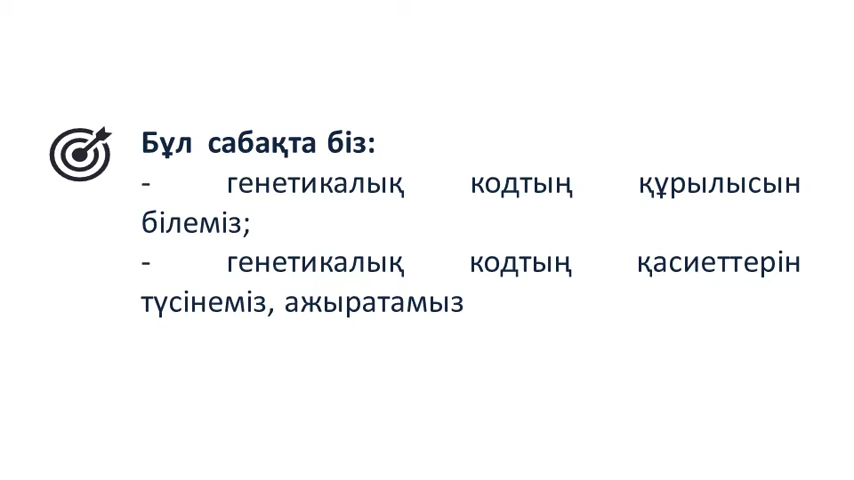 Бұл сабақта біз:
- генетикалық кодтың құрылысын
білеміз;
- генетикалық кодтың қасиеттерін
түсінеміз, ажыратамыз